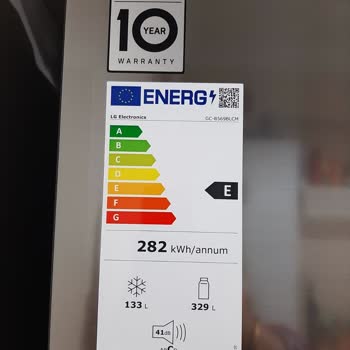 10
YEAR
WARRANTY
ENERG
LG Electronics
GC-B569BLCM
A
B
C
D
E
F
G
E
282 kWh/annum
133 L
329 L
41dB